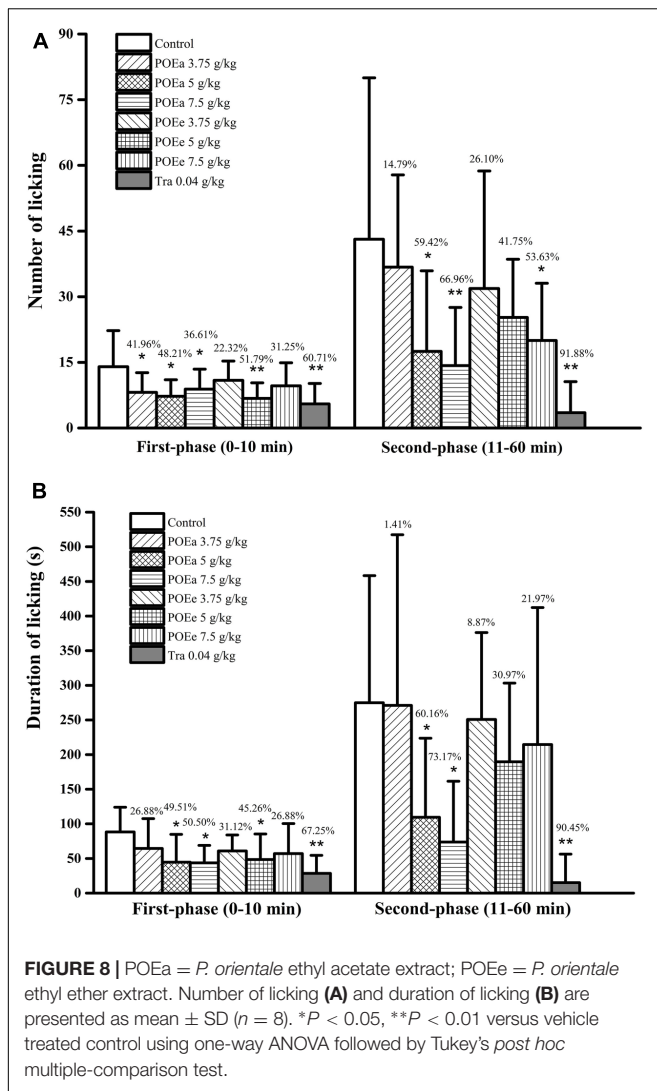 A
90
75
60
45
30
15
0
Number of licking
Control
POEa 3.75 g/kg
POEa 5 g/kg
POEa 7.5 g/kg
POEe 3.75 g/kg
POEe 5 g/kg
POEe 7.5 g/kg
Tra 0.04 g/kg
41.96%
*
48.21%
*
36.61%
*
22.32%
51.79%
**
31.25%
60.71%
**
14.79%
59.42%
*
66.96%
**
26.10%
41.75%
53.63%
*
91.88%
**
First-phase (0-10 min)
Second-phase (11-60 min)
B
550
500
450
400
350
300
250
200
150
100
50
0
Duration of licking (s)
Control
POEa 3.75 g/kg
POEa 5 g/kg
POEa 7.5 g/kg
POEe 3.75 g/kg
POEe 5 g/kg
POEe 7.5 g/kg
Tra 0.04 g/kg
26.88%
49.51%
*
50.50%
*
31.12%
45.26%
*
26.88%
67.25%
**
1.41%
60.16%
*
73.17%
*
8.87%
30.97%
21.97%
90.45%
**
First-phase (0-10 min)
Second-phase (11-60 min)
FIGURE 8 | POEa = P. orientale ethyl acetate extract; POEe = P. orientale
ethyl ether extract. Number of licking (A) and duration of licking (B) are
presented as mean ± SD (n = 8). *P < 0.05, **P < 0.01 versus vehicle
treated control using one-way ANOVA followed by Tukey's post hoc
multiple-comparison test.